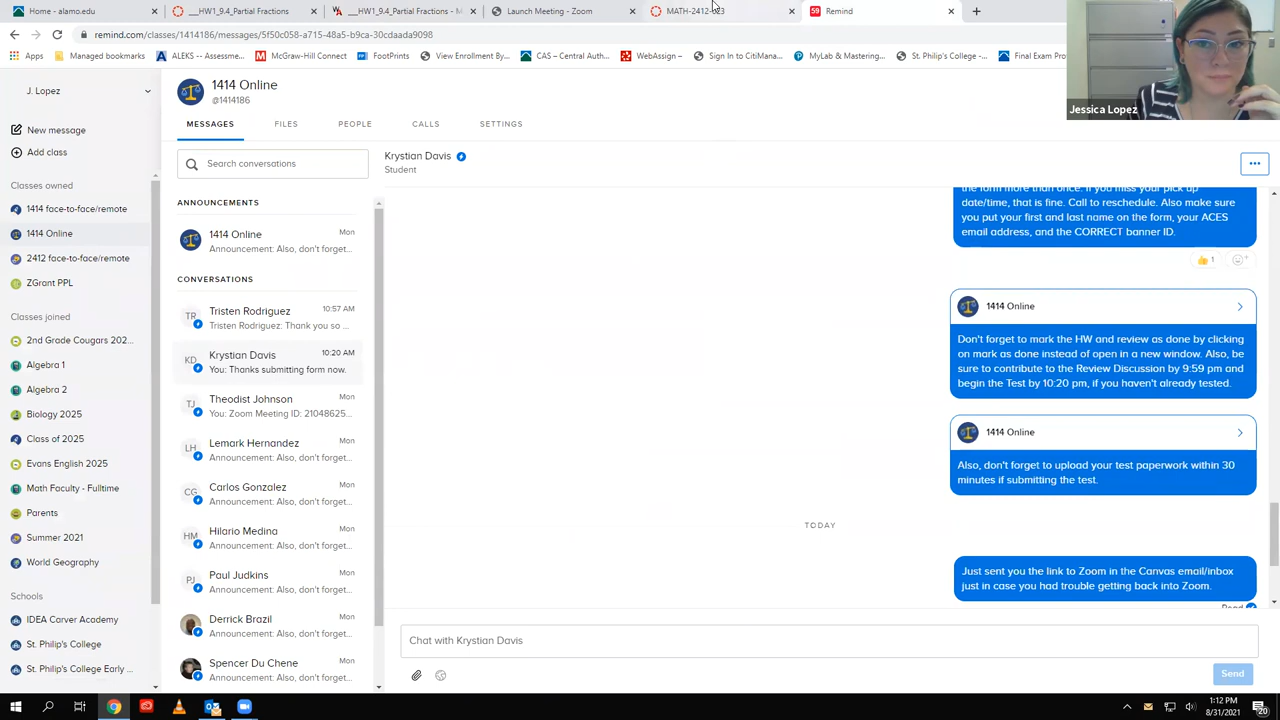 Home - alamo.edu
__HW1_9.4_Partial Fractions
__HW1_9.4_Partial Fractions - M
Launch Meeting - Zoom
MATH-2412-083
59 Remind
remind.com/classes/1414186/messages/5f50c058-a715-48a5-b9ca-30cdaada9098
Apps
Managed bookmarks
ALEKS -- Assessme...
McGraw-Hill Connect
FootPrints
View Enrollment By...
CAS – Central Auth...
WebAssign –
Sign In to CitiMana...
MyLab & Mastering...
St. Philip's College -...
Final Exam Pro
Jessica Lopez
J. Lopez
New message
Add class
Classes owned
1414 face-to-face/remote
1414 Online
2412 face-to-face/remote
ZGrant PPL
Classes joined
2nd Grade Cougars 202...
Algebra 1
Algebra 2
Biology 2025
Class of 2025
Evans English 2025
Math Faculty - Fulltime
Parents
Summer 2021
World Geography
Schools
IDEA Carver Academy
St. Philip's College
St. Philip's College Early ...
1414 Online
@1414186
MESSAGES
FILES
PEOPLE
CALLS
SETTINGS
Search conversations
ANNOUNCEMENTS
1414 Online Mon
Announcement: Also, don't forget...
CONVERSATIONS
TR Tristen Rodriguez 10:57 AM
Tristen Rodriguez: Thank you so ...
KD Krystian Davis 10:20 AM
You: Thanks submitting form now.
TJ Theodist Johnson Mon
You: Zoom Meeting ID: 21048625...
LH Lemark Hernandez Mon
Announcement: Also, don't forget...
CG Carlos Gonzalez Mon
Announcement: Also, don't forget...
HM Hilario Medina Mon
Announcement: Also, don't forget...
PJ Paul Judkins Mon
Announcement: Also, don't forget...
Derrick Brazil Mon
Announcement: Also, don't forget...
Spencer Du Chene Mon
Announcement: Also, don't forget...
Krystian Davis
Student
the form more than once. If you miss your pick up
date/time, that is fine. Call to reschedule. Also make sure
you put your first and last name on the form, your ACES
email address, and the CORRECT banner ID.
1
1414 Online
Don't forget to mark the HW and review as done by clicking
on mark as done instead of open in a new window. Also, be
sure to contribute to the Review Discussion by 9:59 pm and
begin the Test by 10:20 pm, if you haven't already tested.
1414 Online
Also, don't forget to upload your test paperwork within 30
minutes if submitting the test.
TODAY
Just sent you the link to Zoom in the Canvas email/inbox
just in case you had trouble getting back into Zoom.
Read
Chat with Krystian Davis
Send
1:12 PM
8/31/2021
20